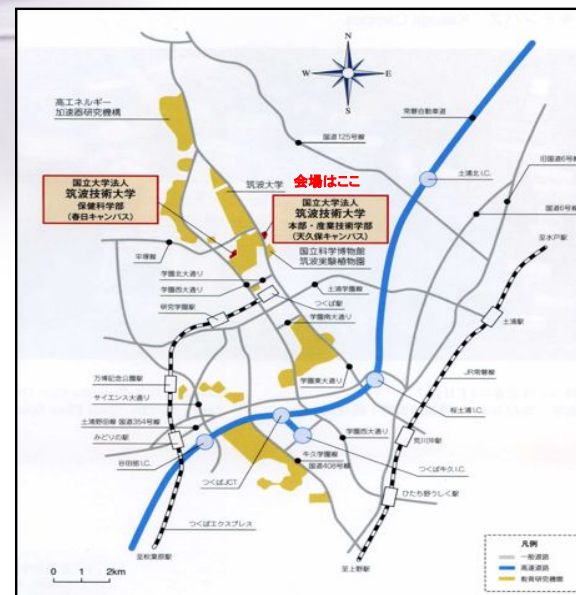 N
W
E
S
高エネルギー
加速器研究機構
常磐自動車道
国道125号線
旧国道6号線
土浦北I.C.
国道6号線
国立大学法人
筑波技術大学
保健科学部
(春日キャンパス)
筑波大学
会場はここ
国立大学法人
筑波技術大学
本部・産業技術学部
(天久保キャンパス)
至水戸駅
平塚線
国立科学博物館
筑波実験植物園
学園北大通り
学園西大通り
土浦学園線
研究学園駅
つくば駅
土浦駅
学園南大通り
JR常磐線
万博記念公園駅
学園東大通り
サイエンス大通り
桜土浦I.C.
土浦野田線 国道354号線
みどりの駅
学園西大通り
荒川沖駅
谷田部I.C.
牛久学園線
国道408号線
つくば牛久I.C.
つくばJCT.
ひたち野うしく駅
つくばエクスプレス
至秋葉原駅
至上野駅
0 1 2km
凡例
一般道路
高速道路
教育研究機関